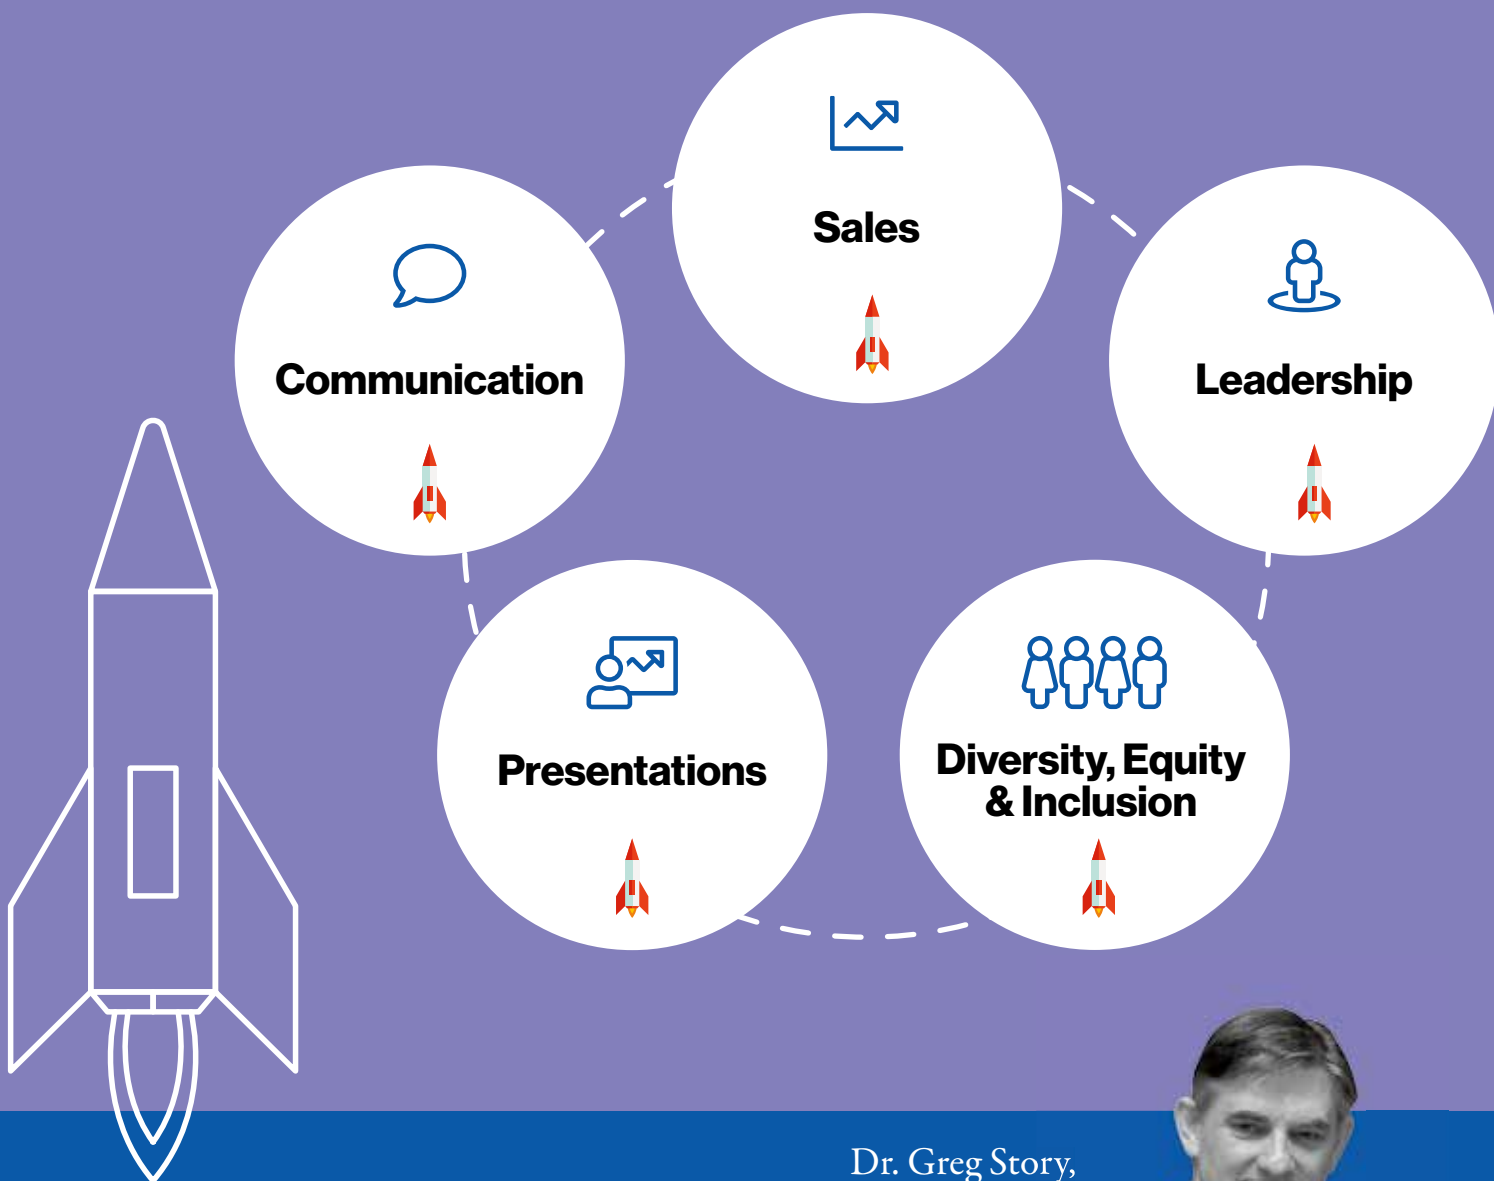 Sales
Communication
Leadership
Presentations
Diversity, Equity
& Inclusion
Dr. Greg Story,